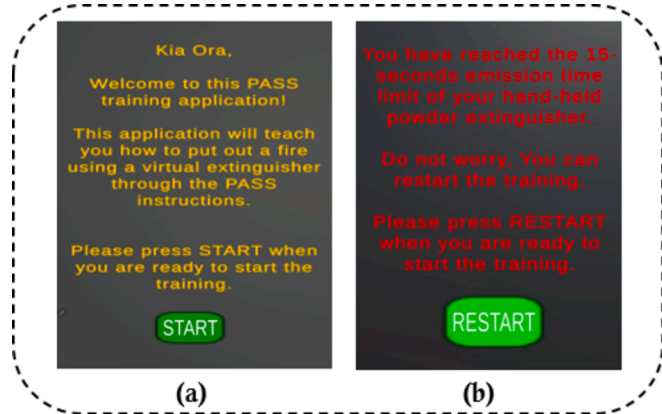 Kia Ora,
Welcome to this PASS
training application!
This application will teach
you how to put out a fire
using a virtual extinguisher
through the PASS
instructions.
Please press START when
you are ready to start the
training.
START
(a)
You have reached the 15-
seconds emission time
limit of your hand-held
powder extinguisher.
Do not worry, You can
restart the training.
Please press RESTART
when you are ready to
start the training.
RESTART
(b)